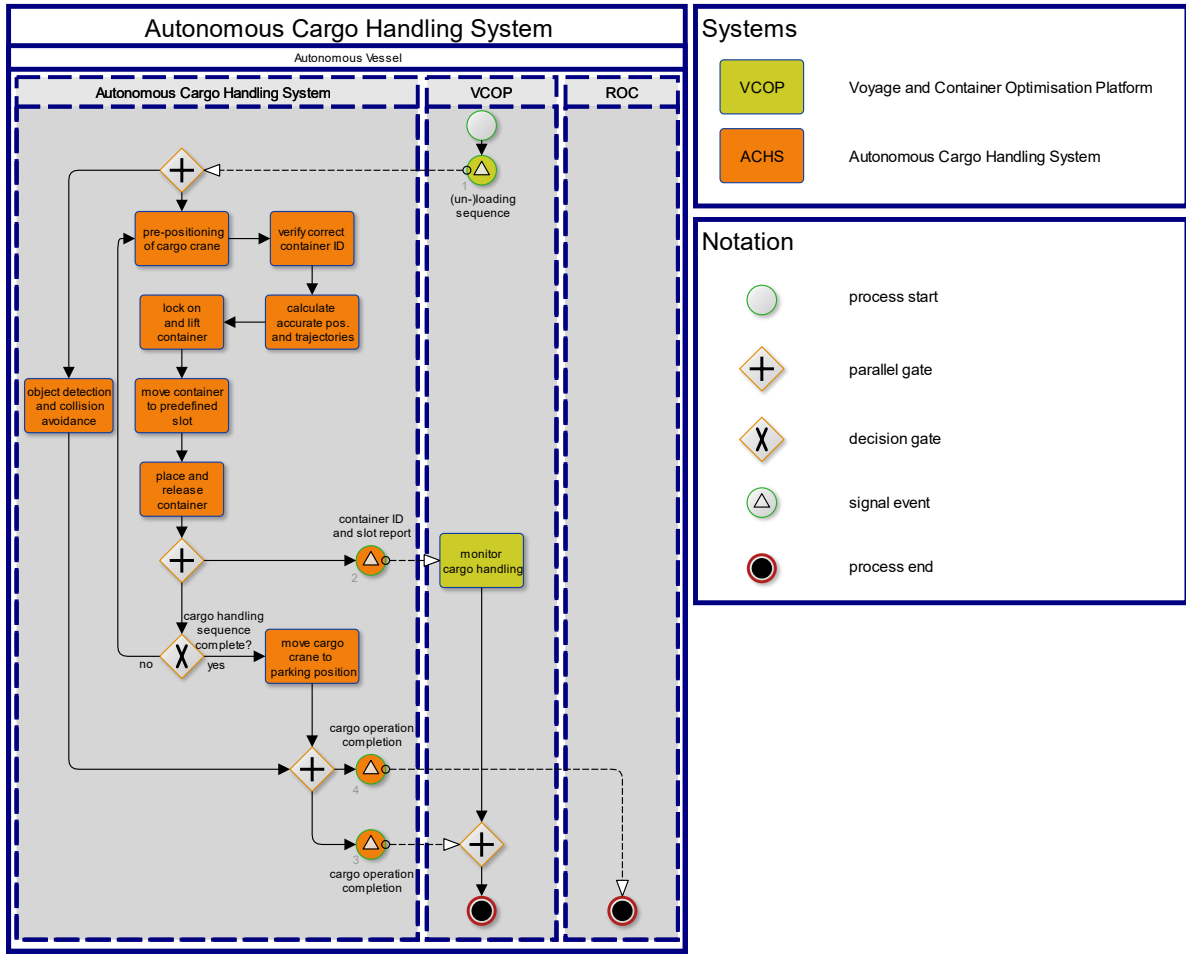 Autonomous Cargo Handling System
Autonomous Vessel
Autonomous Cargo Handling System
VCOP
ROC
1
(un-)loading
sequence
pre-positioning
of cargo crane
verify correct
container ID
lock on
and lift
container
calculate
accurate pos.
and trajectories
object detection
and collision
avoidance
move container
to predefined
slot
place and
release
container
container ID
and slot report
2
monitor
cargo handling
cargo handling
sequence
complete?
no
yes
move cargo
crane to
parking position
cargo operation
completion
4
3
cargo operation
completion
Systems
VCOP
Voyage and Container Optimisation Platform
ACHS
Autonomous Cargo Handling System
Notation
process start
parallel gate
X
decision gate
signal event
process end